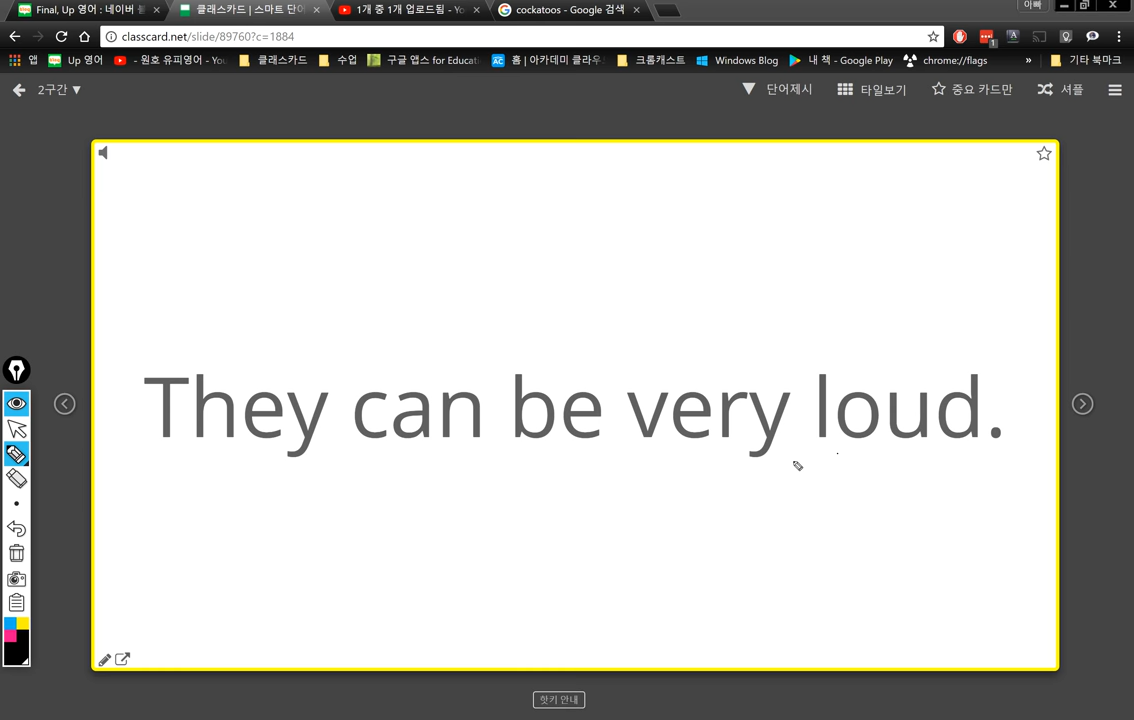 Final, Up 영어 : 네이버 블
클래스카드 | 스마트 단어
1개 중 1개 업로드됨 - Yo
cockatoos - Google 검색
아빠
classcard.net/slide/89760?c=1884
1
앱
Up 영어
- 원호 유피영어 - You
클래스카드
수업
구글 앱스 for Educati
홈 | 아카데미 클라우
크롬캐스트
Windows Blog
내 책 - Google Play
chrome://flags
»
기타 북마크
2구간 ▼
▼ 단어제시
타일보기
중요 카드만
셔플
They can be very loud.
핫키 안내